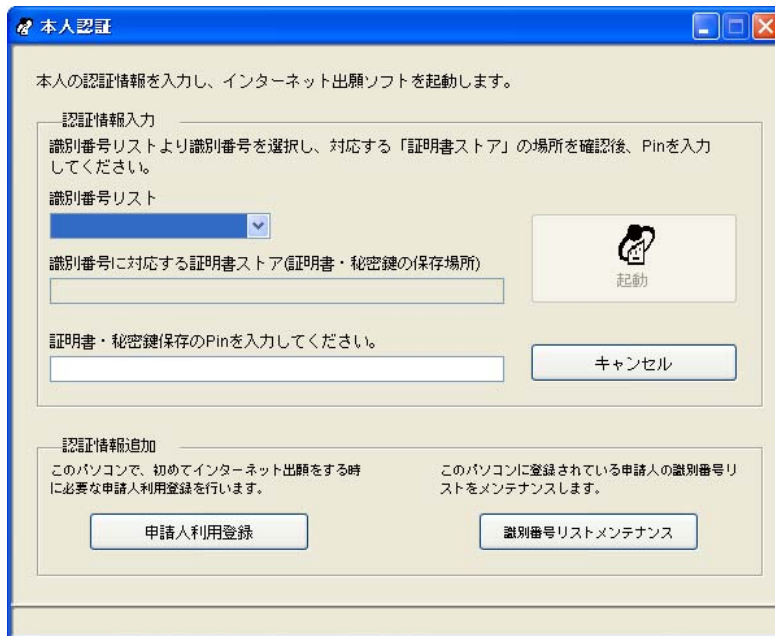 本人認証
本人の認証情報を入力し、インターネット出願ソフトを起動します。
認証情報入力
識別番号リストより識別番号を選択し、対応する「証明書ストア」の場所を確認後、Pinを入力
してください。
識別番号リスト
識別番号に対応する証明書ストア(証明書・秘密鍵の保存場所)
起動
証明書・秘密鍵保存のPinを入力してください。
キャンセル
認証情報追加
このパソコンで、初めてインターネット出願をする時
に必要な申請人利用登録を行います。
申請人利用登録
このパソコンに登録されている申請人の識別番号リ
ストをメンテナンスします。
識別番号リストメンテナンス